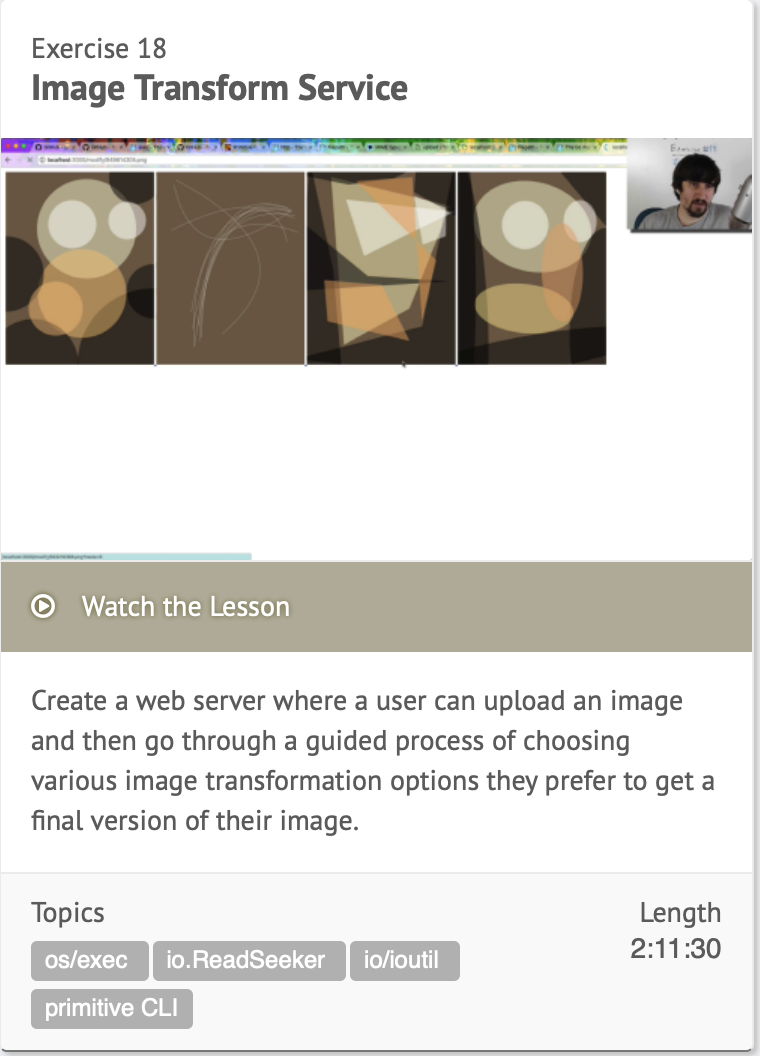 Exercise 18
Image Transform Service
Watch the Lesson
Create a web server where a user can upload an image
and then go through a guided process of choosing
various image transformation options they prefer to get a
final version of their image.
Topics
Length
os/exec io.ReadSeeker io/ioutil
2:11:30
primitive CLI